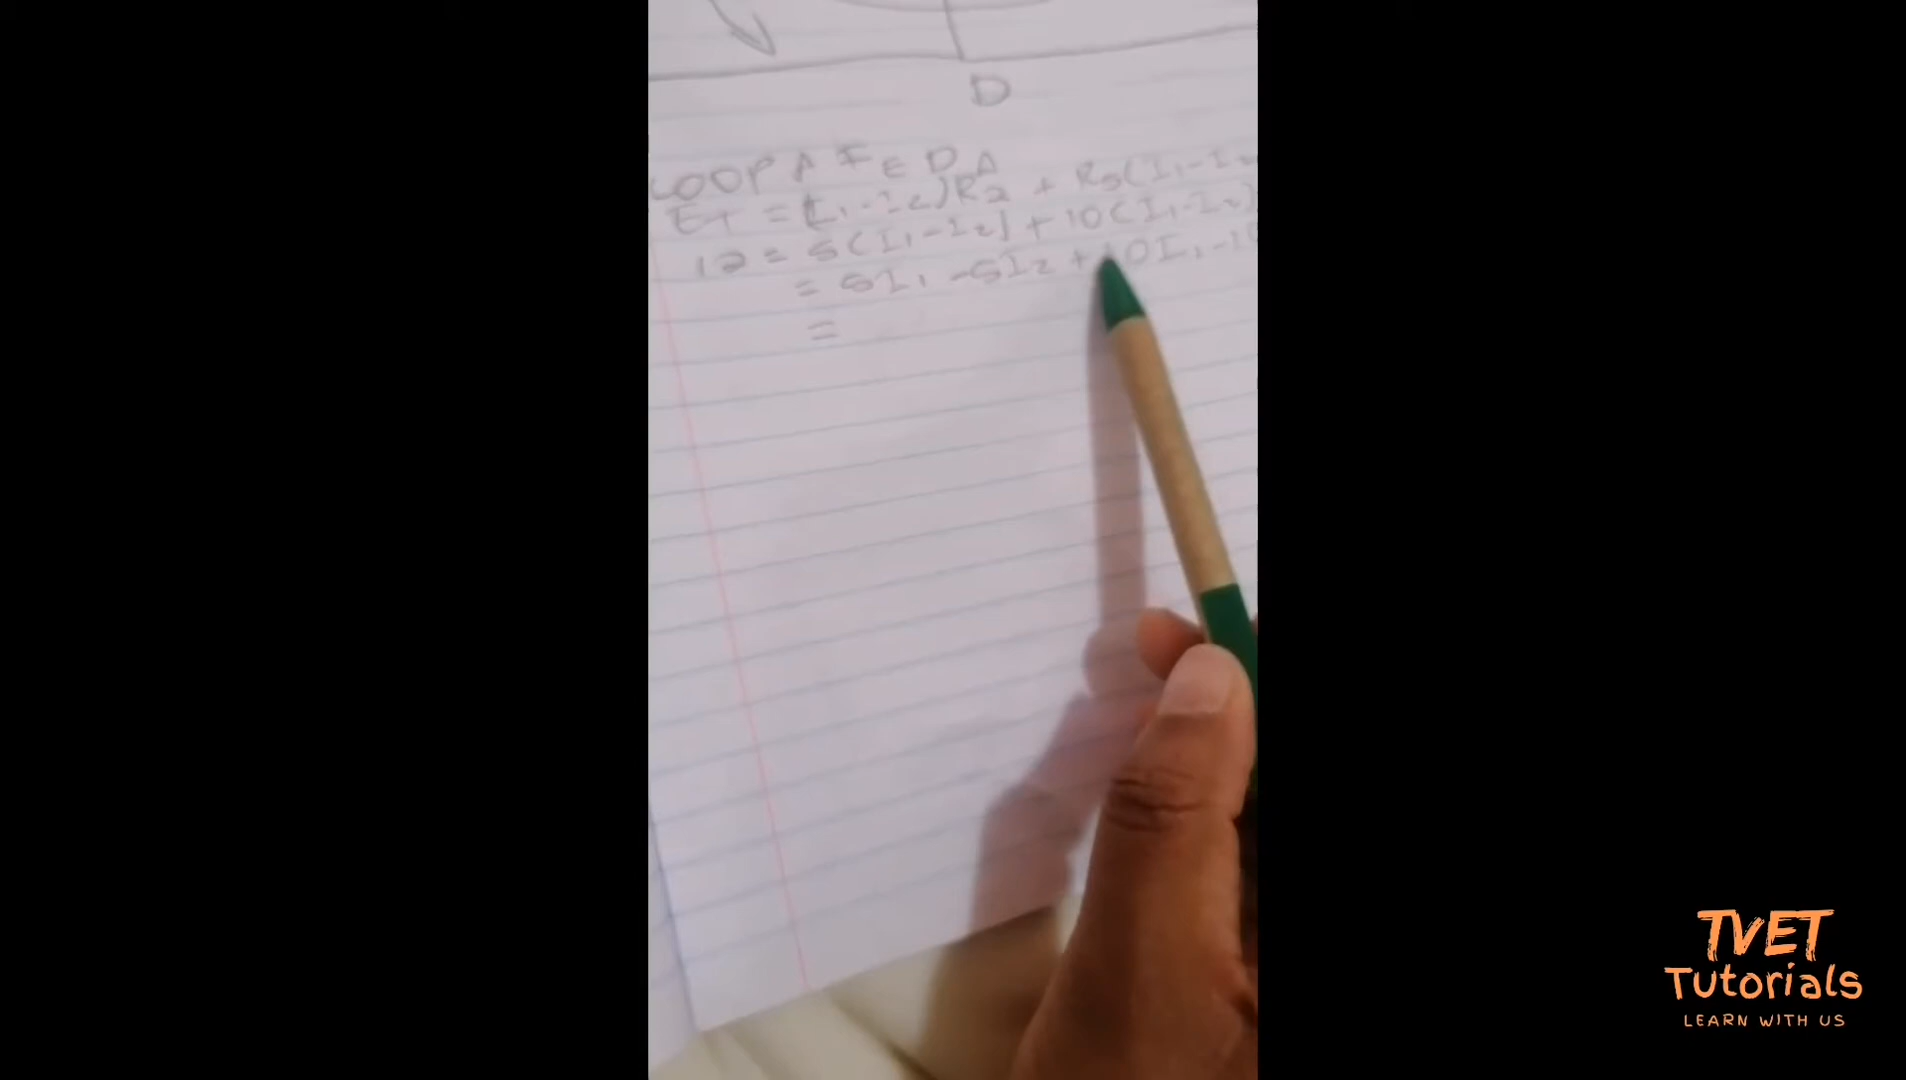 D
LOOP A F E D A
ET = (I1-I2)R2 + R3(I1-I2
12 = 5(I1-I2) + 10(I1-I2)
= 5I1 -5I2 + 10I1 -10
=
TVET
Tutorials
LEARN WITH US